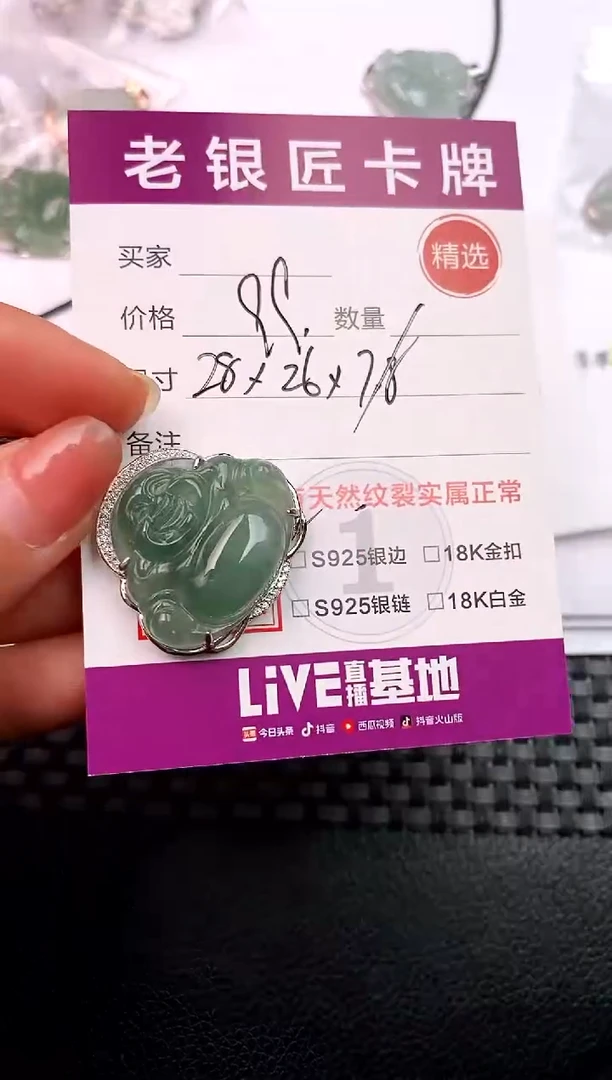 老银匠卡牌
买家
精选
价格 数量
寸 28×26×7.8
备注
天然纹裂实属正常
S925银边 18K金扣
S925银链 18K白金
1
LiVE直播基地
头条 今日头条 抖音 西瓜视频 抖音火山版